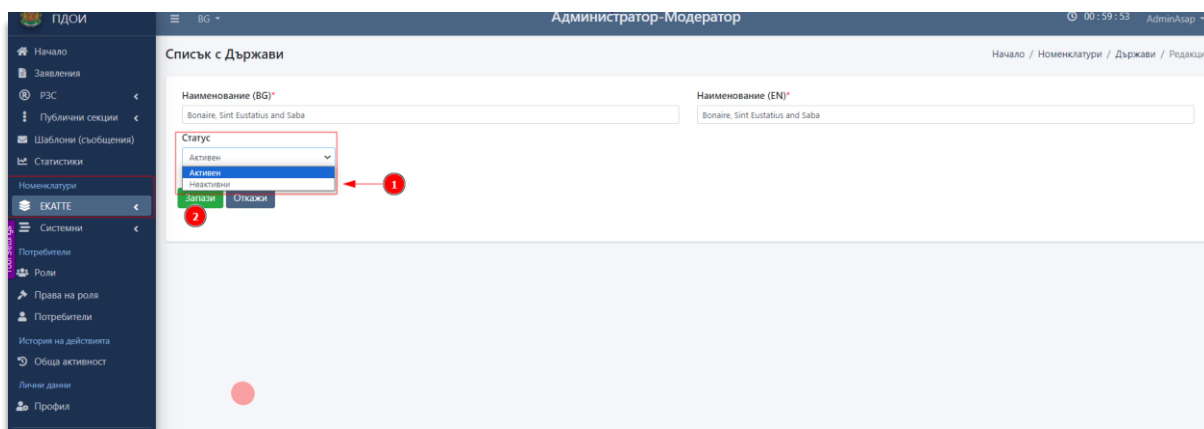 ПДОИ
BG
Администратор-Модератор
00:59:53
AdminAsap
Начало
Заявления
РЗС
Публични секции
Шаблони (съобщения)
Статистики
Номенклатури
ЕКАТТЕ
Системни
Потребители
Роли
Права на роля
Потребители
История на действията
Обща активност
Лични данни
Профил
Списък с Държави
Начало / Номенклатури / Държави / Редакци
Наименование (BG)*
Наименование (EN)*
Bonaire, Sint Eustatius and Saba
Bonaire, Sint Eustatius and Saba
Статус
Активен
Активен
Неактивни
1
Запази
Откажи
2